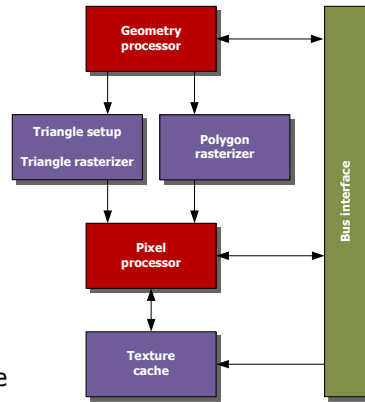 Geometry
processor
Triangle setup
Triangle rasterizer
Polygon
rasterizer
Bus interface
Pixel
processor
Texture
cache
e